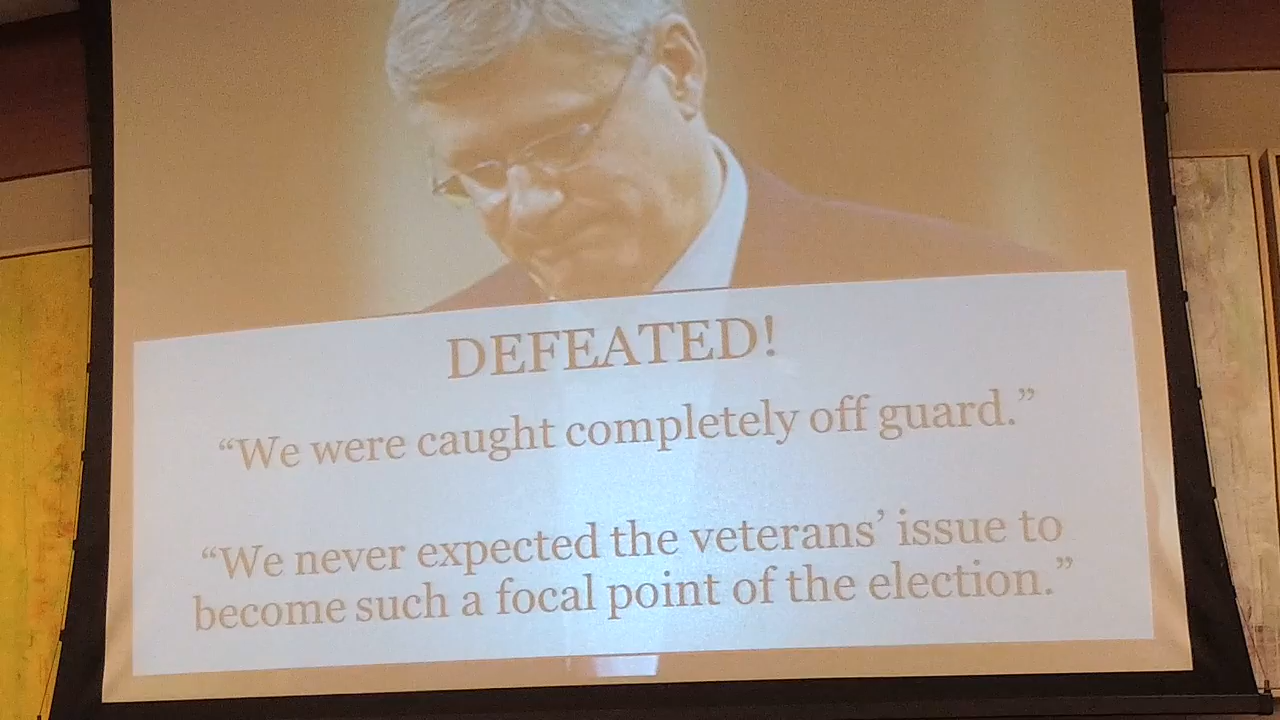 DEFEATED!
“We were caught completely off guard.”
“We never expected the veterans’ issue to
become such a focal point of the election.”